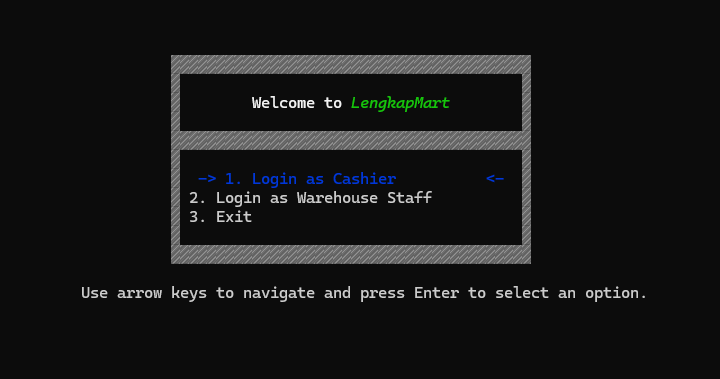 Welcome to LengkapMart
-> 1. Login as Cashier <-
2. Login as Warehouse Staff
3. Exit
Use arrow keys to navigate and press Enter to select an option.